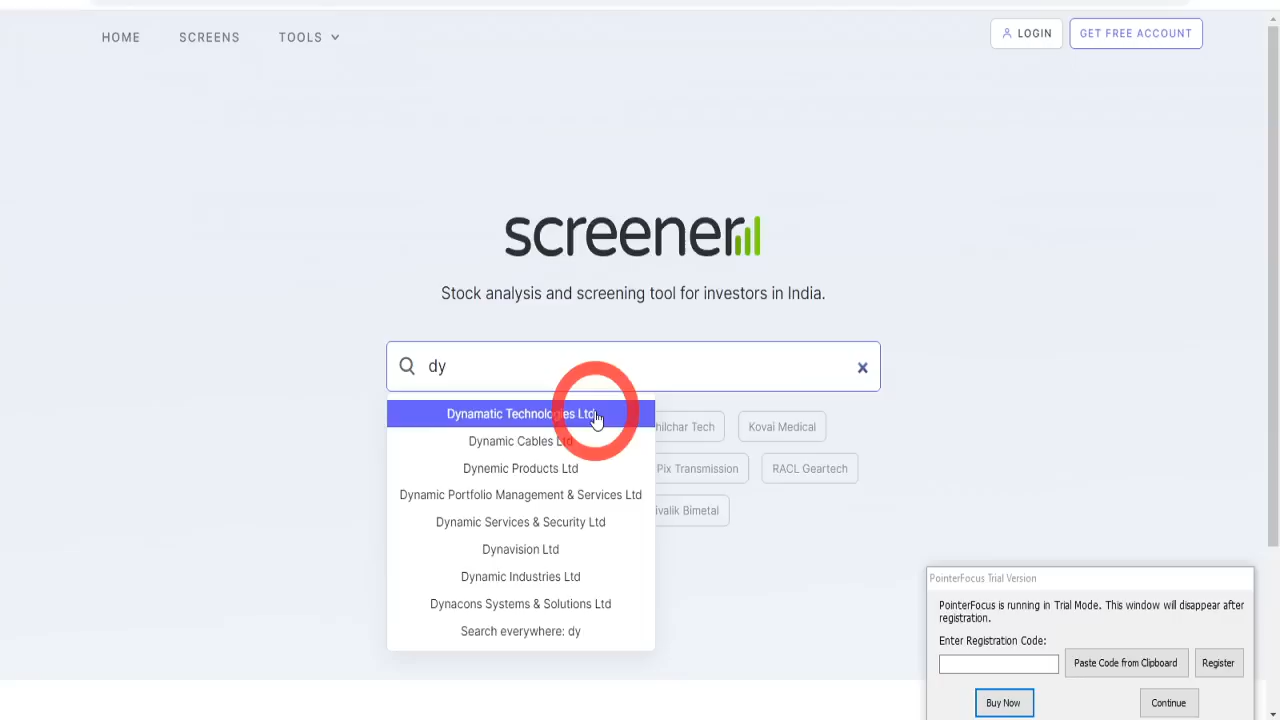 HOME SCREENS TOOLS LOGIN GET FREE ACCOUNT
screener
Stock analysis and screening tool for investors in India.
dy
Dynamatic Technologies Ltd
Dynamic Cables Ltd
Dynemic Products Ltd
Dynamic Portfolio Management & Services Ltd
Dynamic Services & Security Ltd
Dynavision Ltd
Dynamic Industries Ltd
Dynacons Systems & Solutions Ltd
Search everywhere: dy
Tech Kovai Medical
Pix Transmission RACL Geartech
Bimetal
PointerFocus Trial Version
PointerFocus is running in Trial Mode. This window will disappear after
registration.
Enter Registration Code:
Paste Code from Clipboard Register
Buy Now Continue